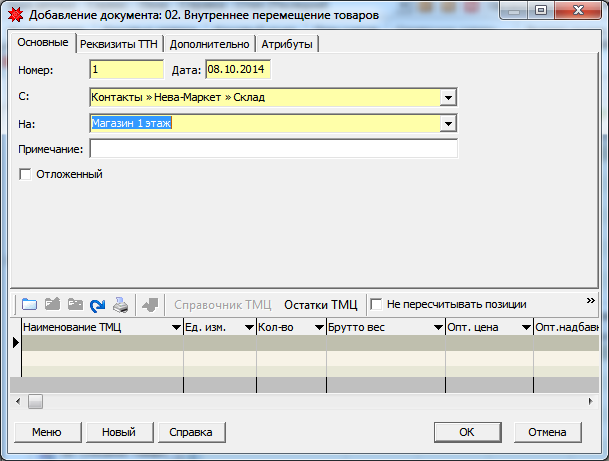 Добавление документа: 02. Внутреннее перемещение товаров
Основные Реквизиты ТТН Дополнительно Атрибуты
Номер: 1 Дата: 08.10.2014
С: Контакты » Нева-Маркет » Склад
На: Магазин 1 этаж
Примечание:
Отложенный
Справочник ТМЦ Остатки ТМЦ Не пересчитывать позиции »
Наименование ТМЦ Ед. изм. Кол-во Брутто вес Опт. цена Опт.надбавк
Меню Новый Справка ОК Отмена